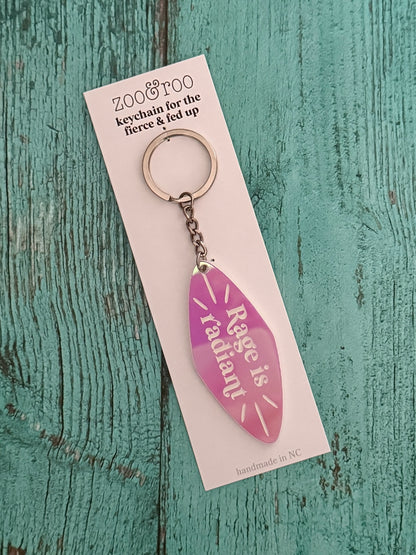 zoo&roo
keychain for the
fierce & fed up
Rage is
radiant
handmade in NC